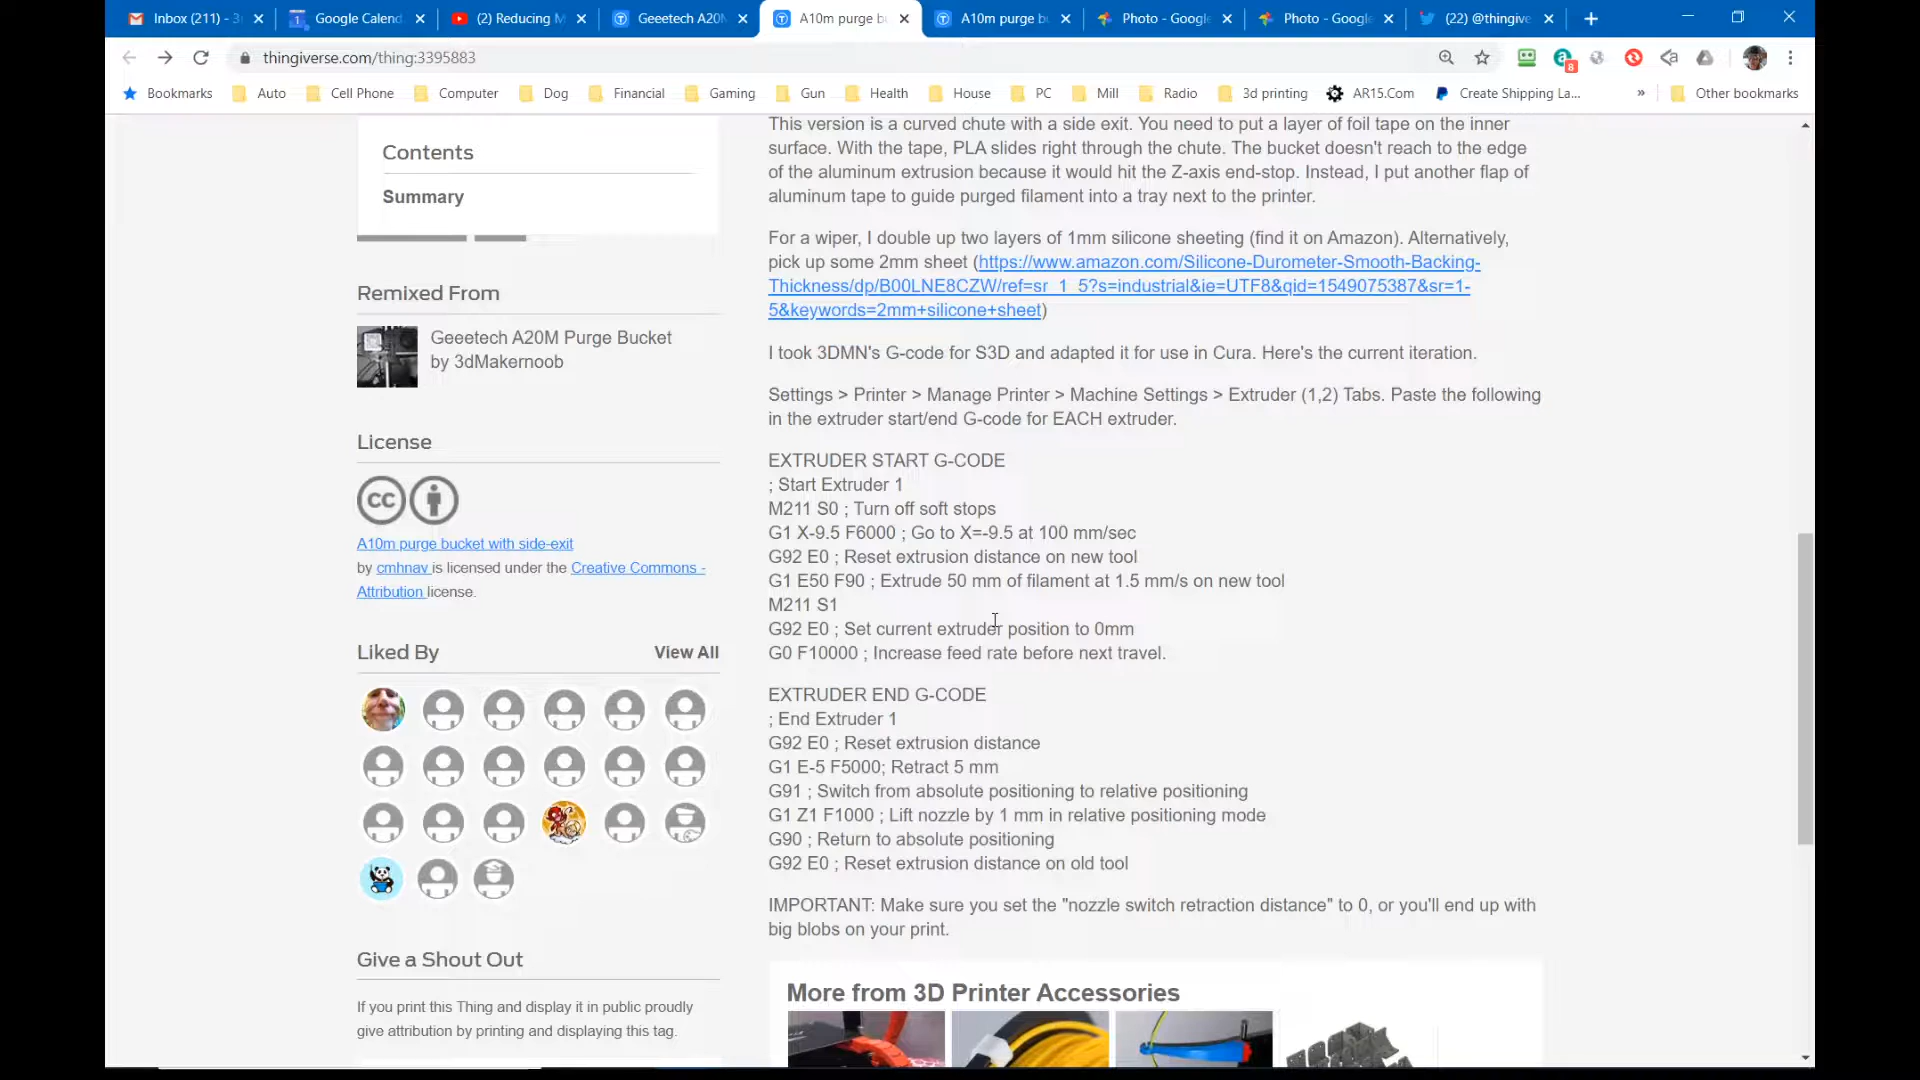 Inbox (211) - 3
Google Calend
(2) Reducing M
Geeetech A20M
A10m purge b
A10m purge b
Photo - Google
Photo - Google
(22) @thingive
thingiverse.com/thing:3395883
8
Bookmarks
Auto
Cell Phone
Computer
Dog
Financial
Gaming
Gun
Health
House
PC
Mill
Radio
3d printing
AR15.Com
Create Shipping La...
»
Other bookmarks
Contents
Summary
Remixed From
Geeetech A20M Purge Bucket
by 3dMakernoob
License
cc
A10m purge bucket with side-exit
by cmhnav is licensed under the Creative Commons -
Attribution license.
Liked By
View All
Give a Shout Out
If you print this Thing and display it in public proudly
give attribution by printing and displaying this tag.
This version is a curved chute with a side exit. You need to put a layer of foil tape on the inner
surface. With the tape, PLA slides right through the chute. The bucket doesn't reach to the edge
of the aluminum extrusion because it would hit the Z-axis end-stop. Instead, I put another flap of
aluminum tape to guide purged filament into a tray next to the printer.
For a wiper, I double up two layers of 1mm silicone sheeting (find it on Amazon). Alternatively,
pick up some 2mm sheet (https://www.amazon.com/Silicone-Durometer-Smooth-Backing-
Thickness/dp/B00LNE8CZW/ref=sr_1_5?s=industrial&ie=UTF8&qid=1549075387&sr=1-
5&keywords=2mm+silicone+sheet)
I took 3DMN's G-code for S3D and adapted it for use in Cura. Here's the current iteration.
Settings > Printer > Manage Printer > Machine Settings > Extruder (1,2) Tabs. Paste the following
in the extruder start/end G-code for EACH extruder.
EXTRUDER START G-CODE
; Start Extruder 1
M211 S0 ; Turn off soft stops
G1 X-9.5 F6000 ; Go to X=-9.5 at 100 mm/sec
G92 E0 ; Reset extrusion distance on new tool
G1 E50 F90 ; Extrude 50 mm of filament at 1.5 mm/s on new tool
M211 S1
G92 E0 ; Set current extruder position to 0mm
G0 F10000 ; Increase feed rate before next travel.
EXTRUDER END G-CODE
; End Extruder 1
G92 E0 ; Reset extrusion distance
G1 E-5 F5000; Retract 5 mm
G91 ; Switch from absolute positioning to relative positioning
G1 Z1 F1000 ; Lift nozzle by 1 mm in relative positioning mode
G90 ; Return to absolute positioning
G92 E0 ; Reset extrusion distance on old tool
IMPORTANT: Make sure you set the "nozzle switch retraction distance" to 0, or you'll end up with
big blobs on your print.
More from 3D Printer Accessories